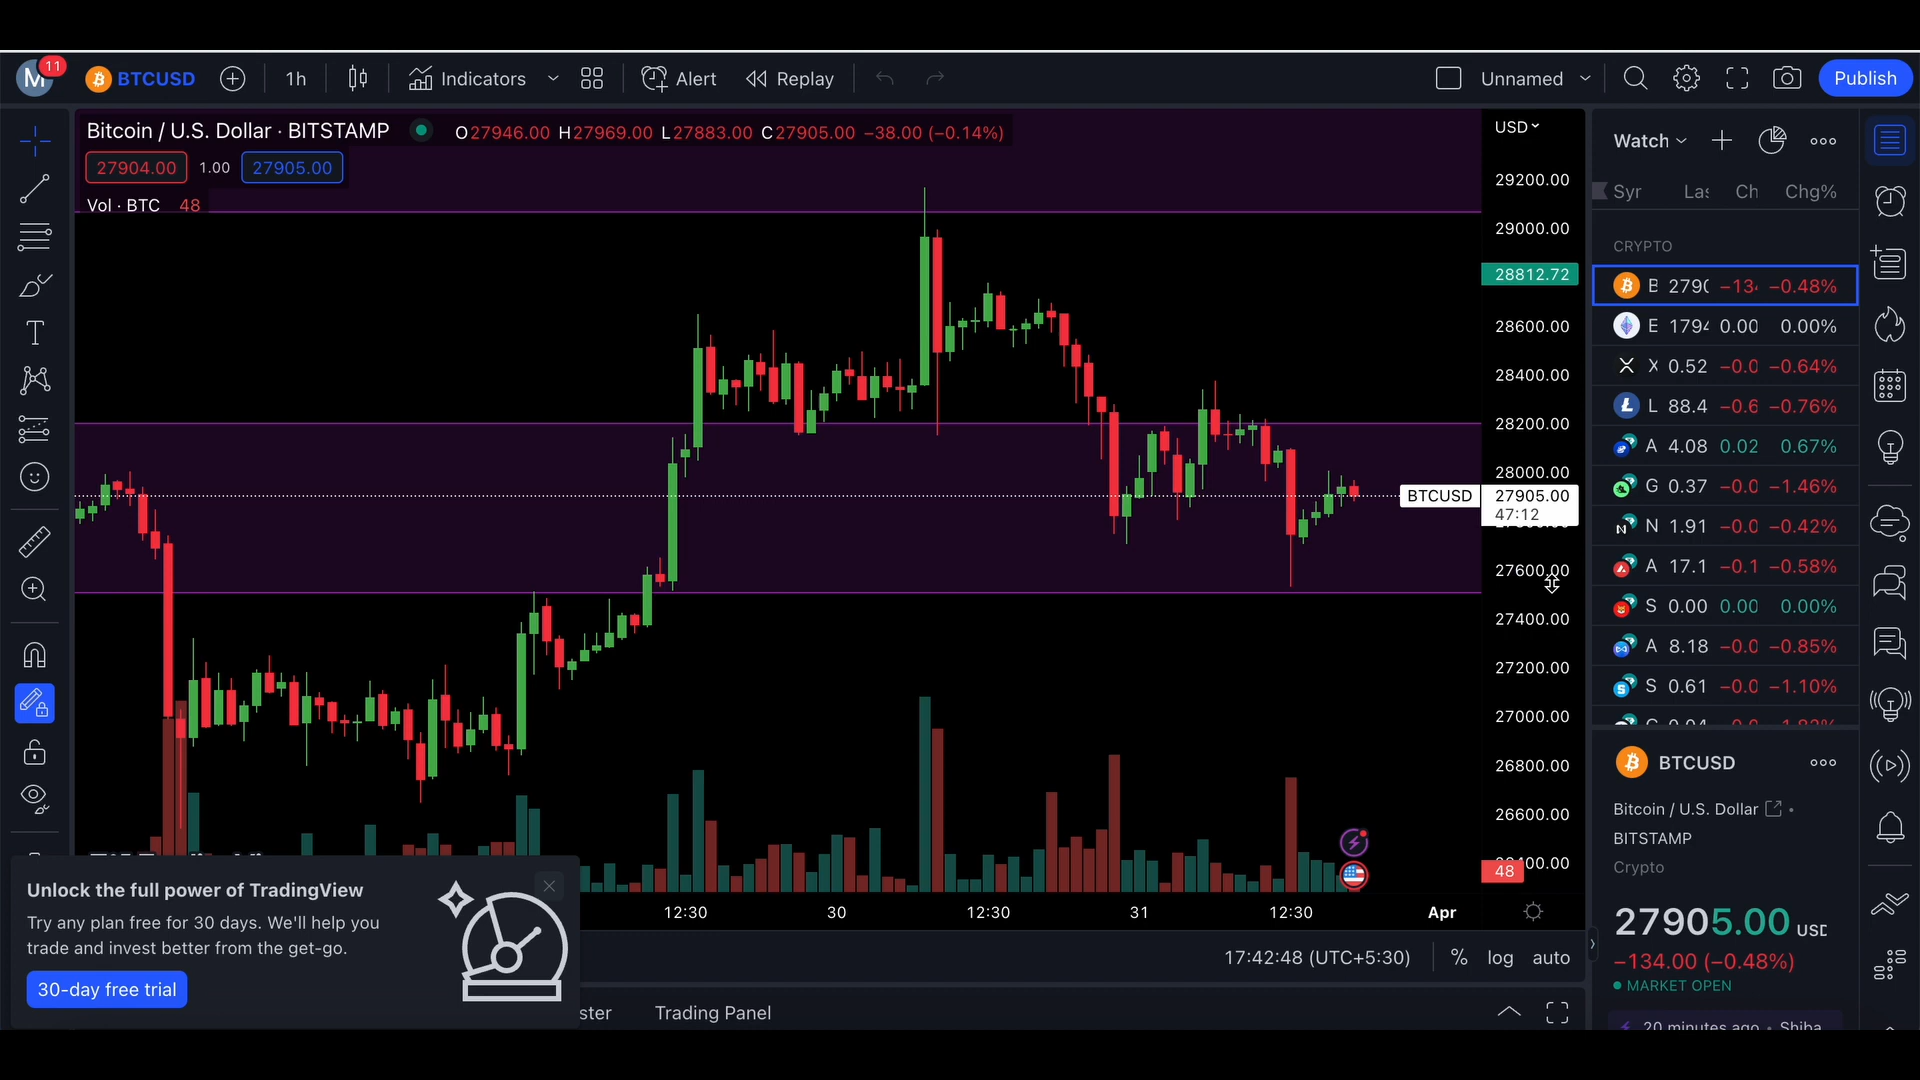 M 11 BTCUSD 1h Indicators Alert Replay Unnamed Publish
Bitcoin / U.S. Dollar · BITSTAMP O27946.00 H27969.00 L27883.00 C27905.00 −38.00 (−0.14%)
27904.00 1.00 27905.00
Vol · BTC 48
USD
29200.00
29000.00
28812.72
28600.00
28400.00
28200.00
28000.00
BTCUSD 27905.00
47:12
27600.00
27400.00
27200.00
27000.00
26800.00
26600.00
48
12:30 30 12:30 31 12:30 Apr
17:42:48 (UTC+5:30) % log auto
ster Trading Panel
Unlock the full power of TradingView
Try any plan free for 30 days. We'll help you
trade and invest better from the get-go.
30-day free trial
Watch
Syr Las Ch Chg%
CRYPTO
B 2790 −134 −0.48%
E 1794 0.00 0.00%
X 0.52 −0.0 −0.64%
L 88.4 −0.6 −0.76%
A 4.08 0.02 0.67%
G 0.37 −0.0 −1.46%
N 1.91 −0.0 −0.42%
A 17.1 −0.1 −0.58%
S 0.00 0.00 0.00%
A 8.18 −0.0 −0.85%
S 0.61 −0.0 −1.10%
BTCUSD
Bitcoin / U.S. Dollar
BITSTAMP
Crypto
27905.00 USD
−134.00 (−0.48%)
MARKET OPEN
20 minutes ago • Shiba